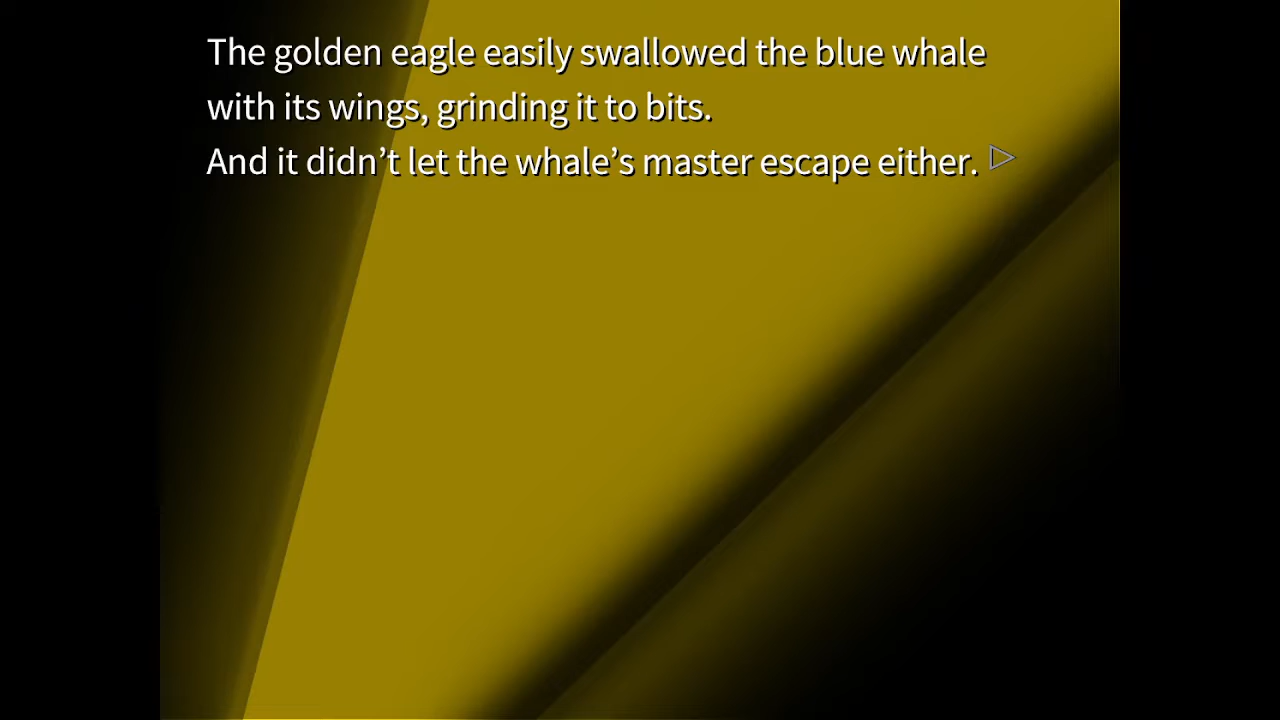 The golden eagle easily swallowed the blue whale
with its wings, grinding it to bits.
And it didn’t let the whale’s master escape either.